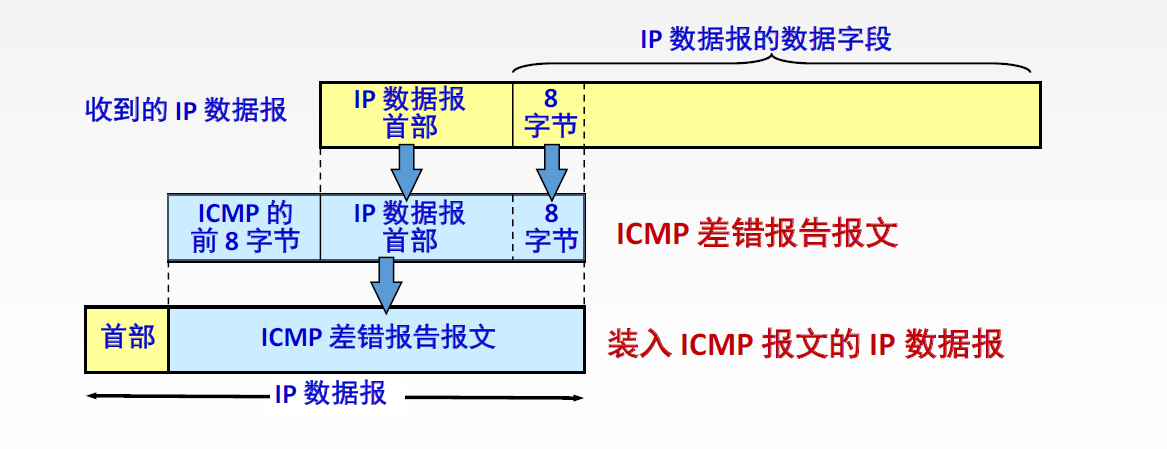 IP 数据报的数据字段
收到的 IP 数据报
IP 数据报
首部
8
字节
ICMP 的
前 8 字节
IP 数据报
首部
8
字节
ICMP 差错报告报文
首部
ICMP 差错报告报文
装入 ICMP 报文的 IP 数据报
IP 数据报